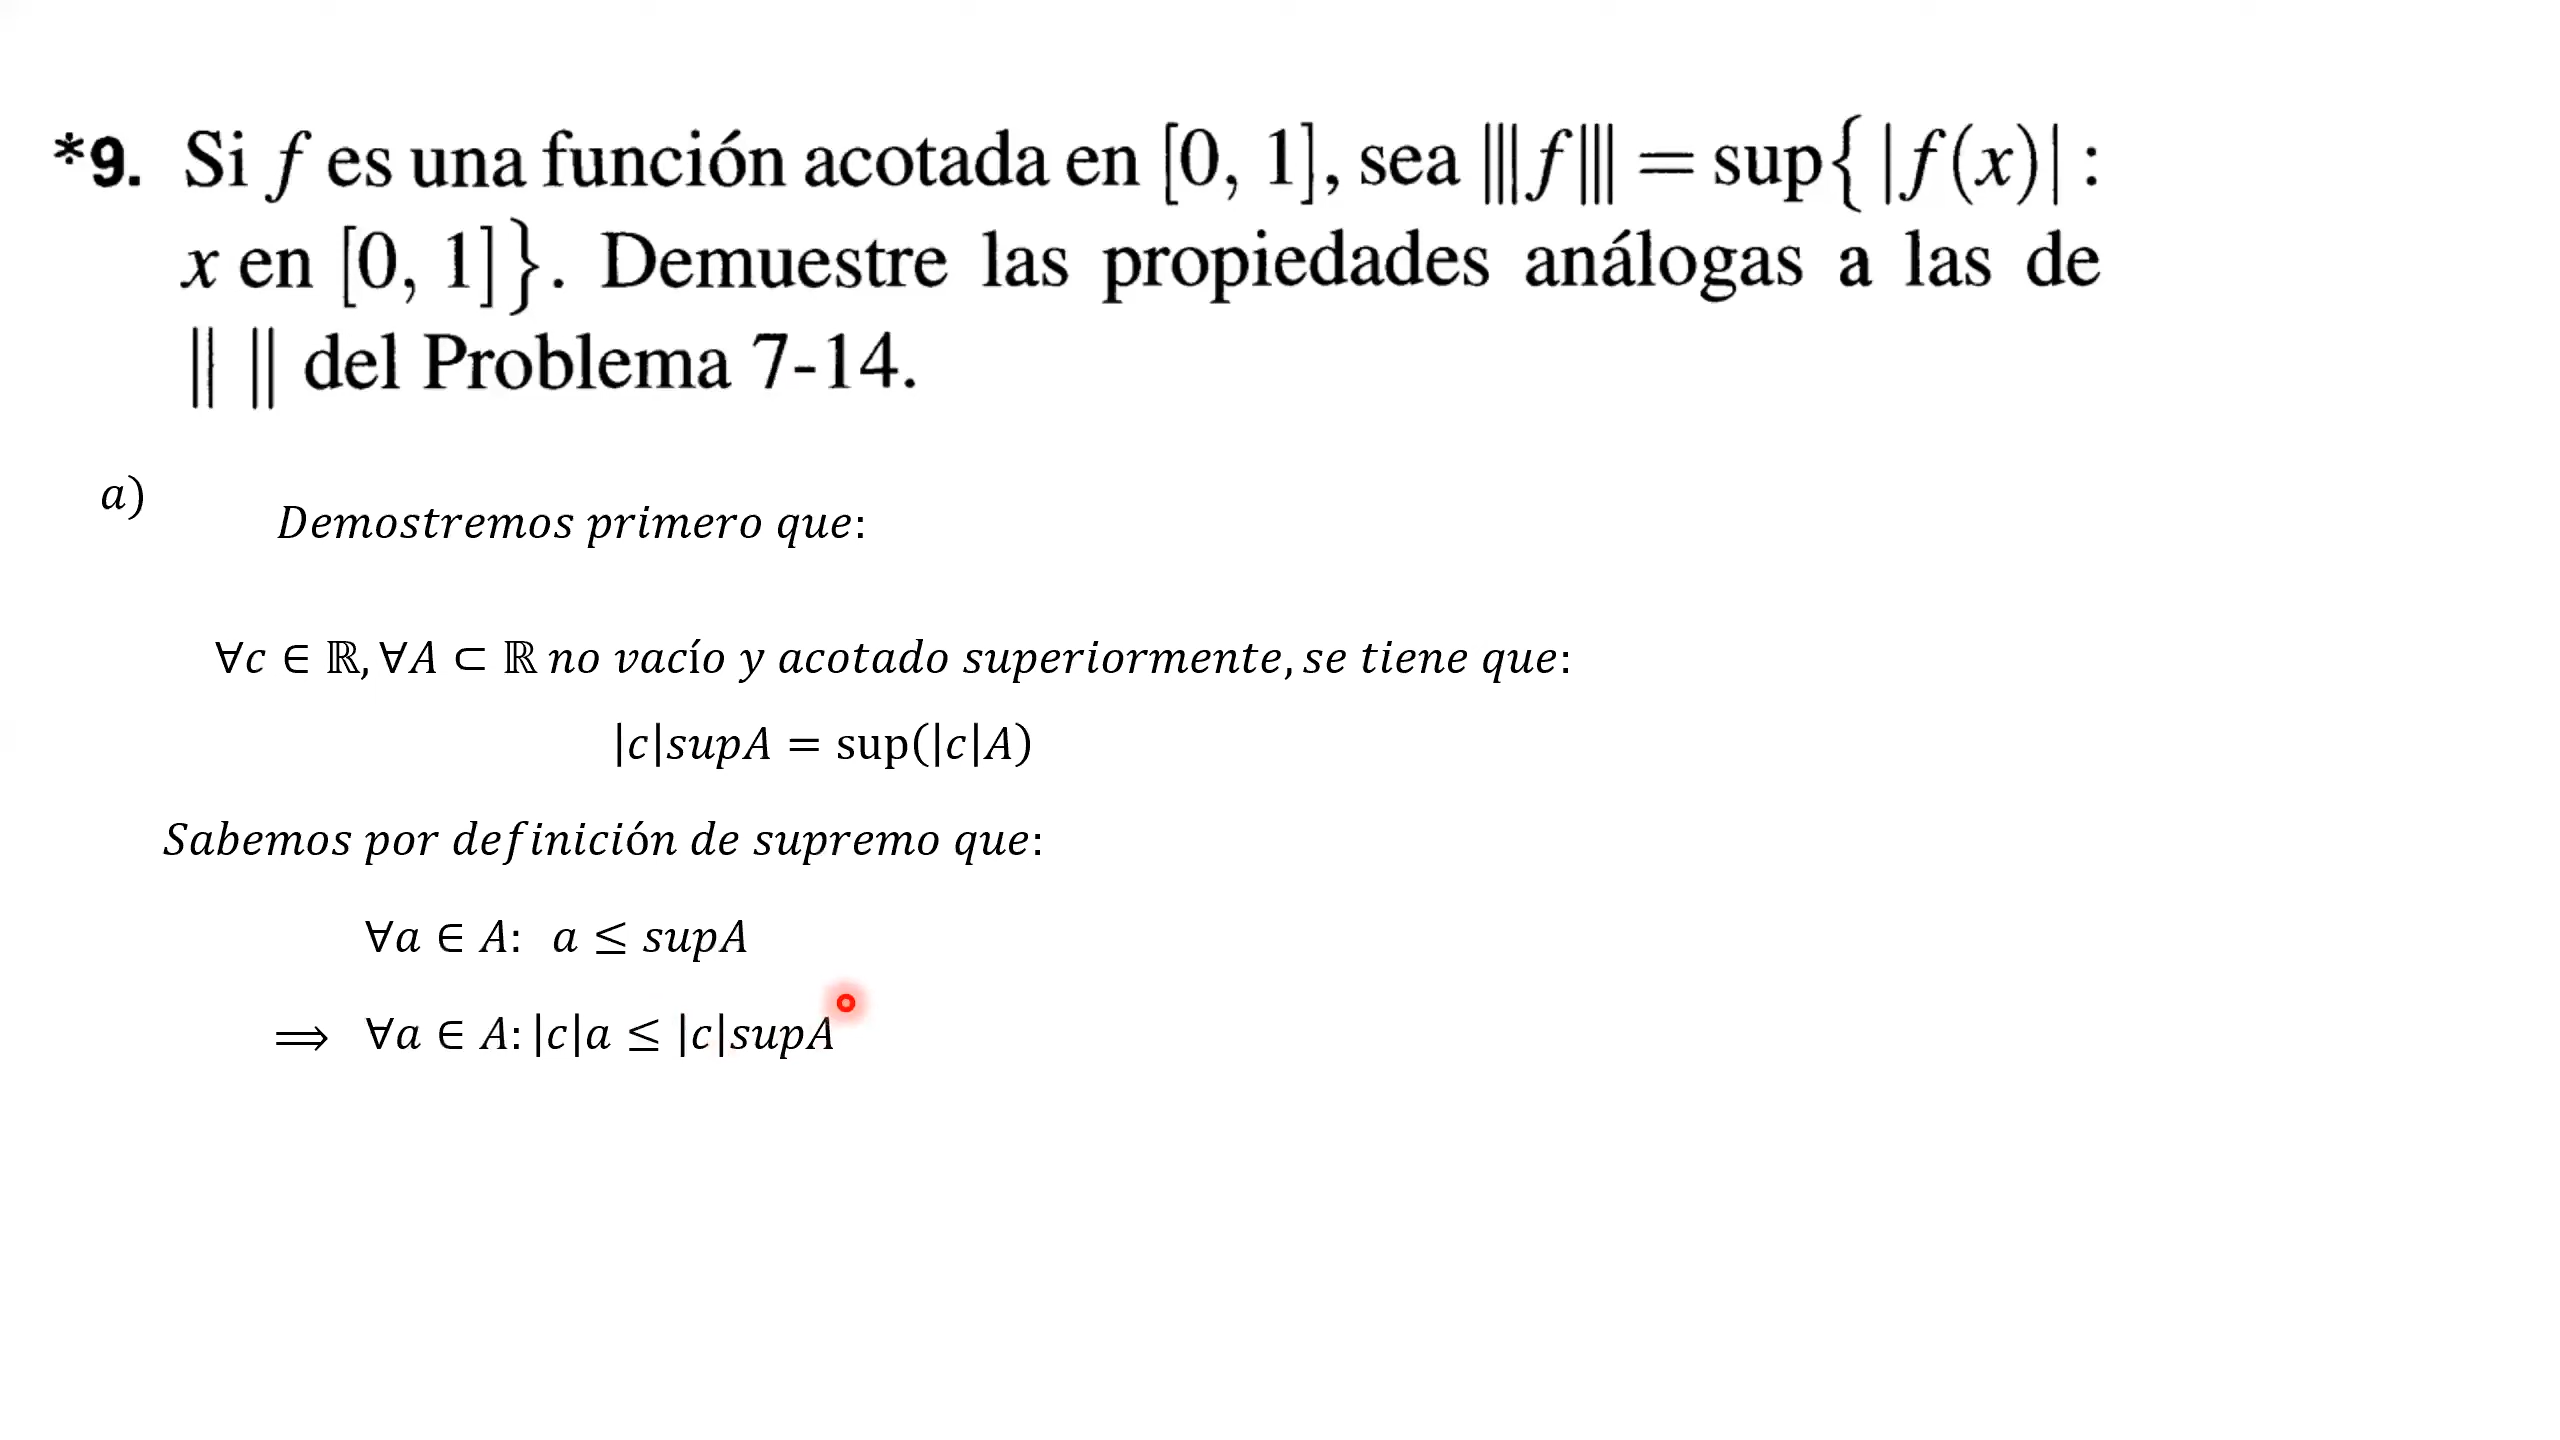 *9. Si f es una función acotada en [0, 1], sea |||f||| = sup{ |f(x)| :
x en [0, 1]}. Demuestre las propiedades análogas a las de
|| || del Problema 7-14.
a)
Demostremos primero que:
∀c ∈ ℝ, ∀A ⊂ ℝ no vacío y acotado superiormente, se tiene que:
|c|supA = sup(|c|A)
Sabemos por definición de supremo que:
∀a ∈ A: a ≤ supA
⟹ ∀a ∈ A: |c|a ≤ |c|supA